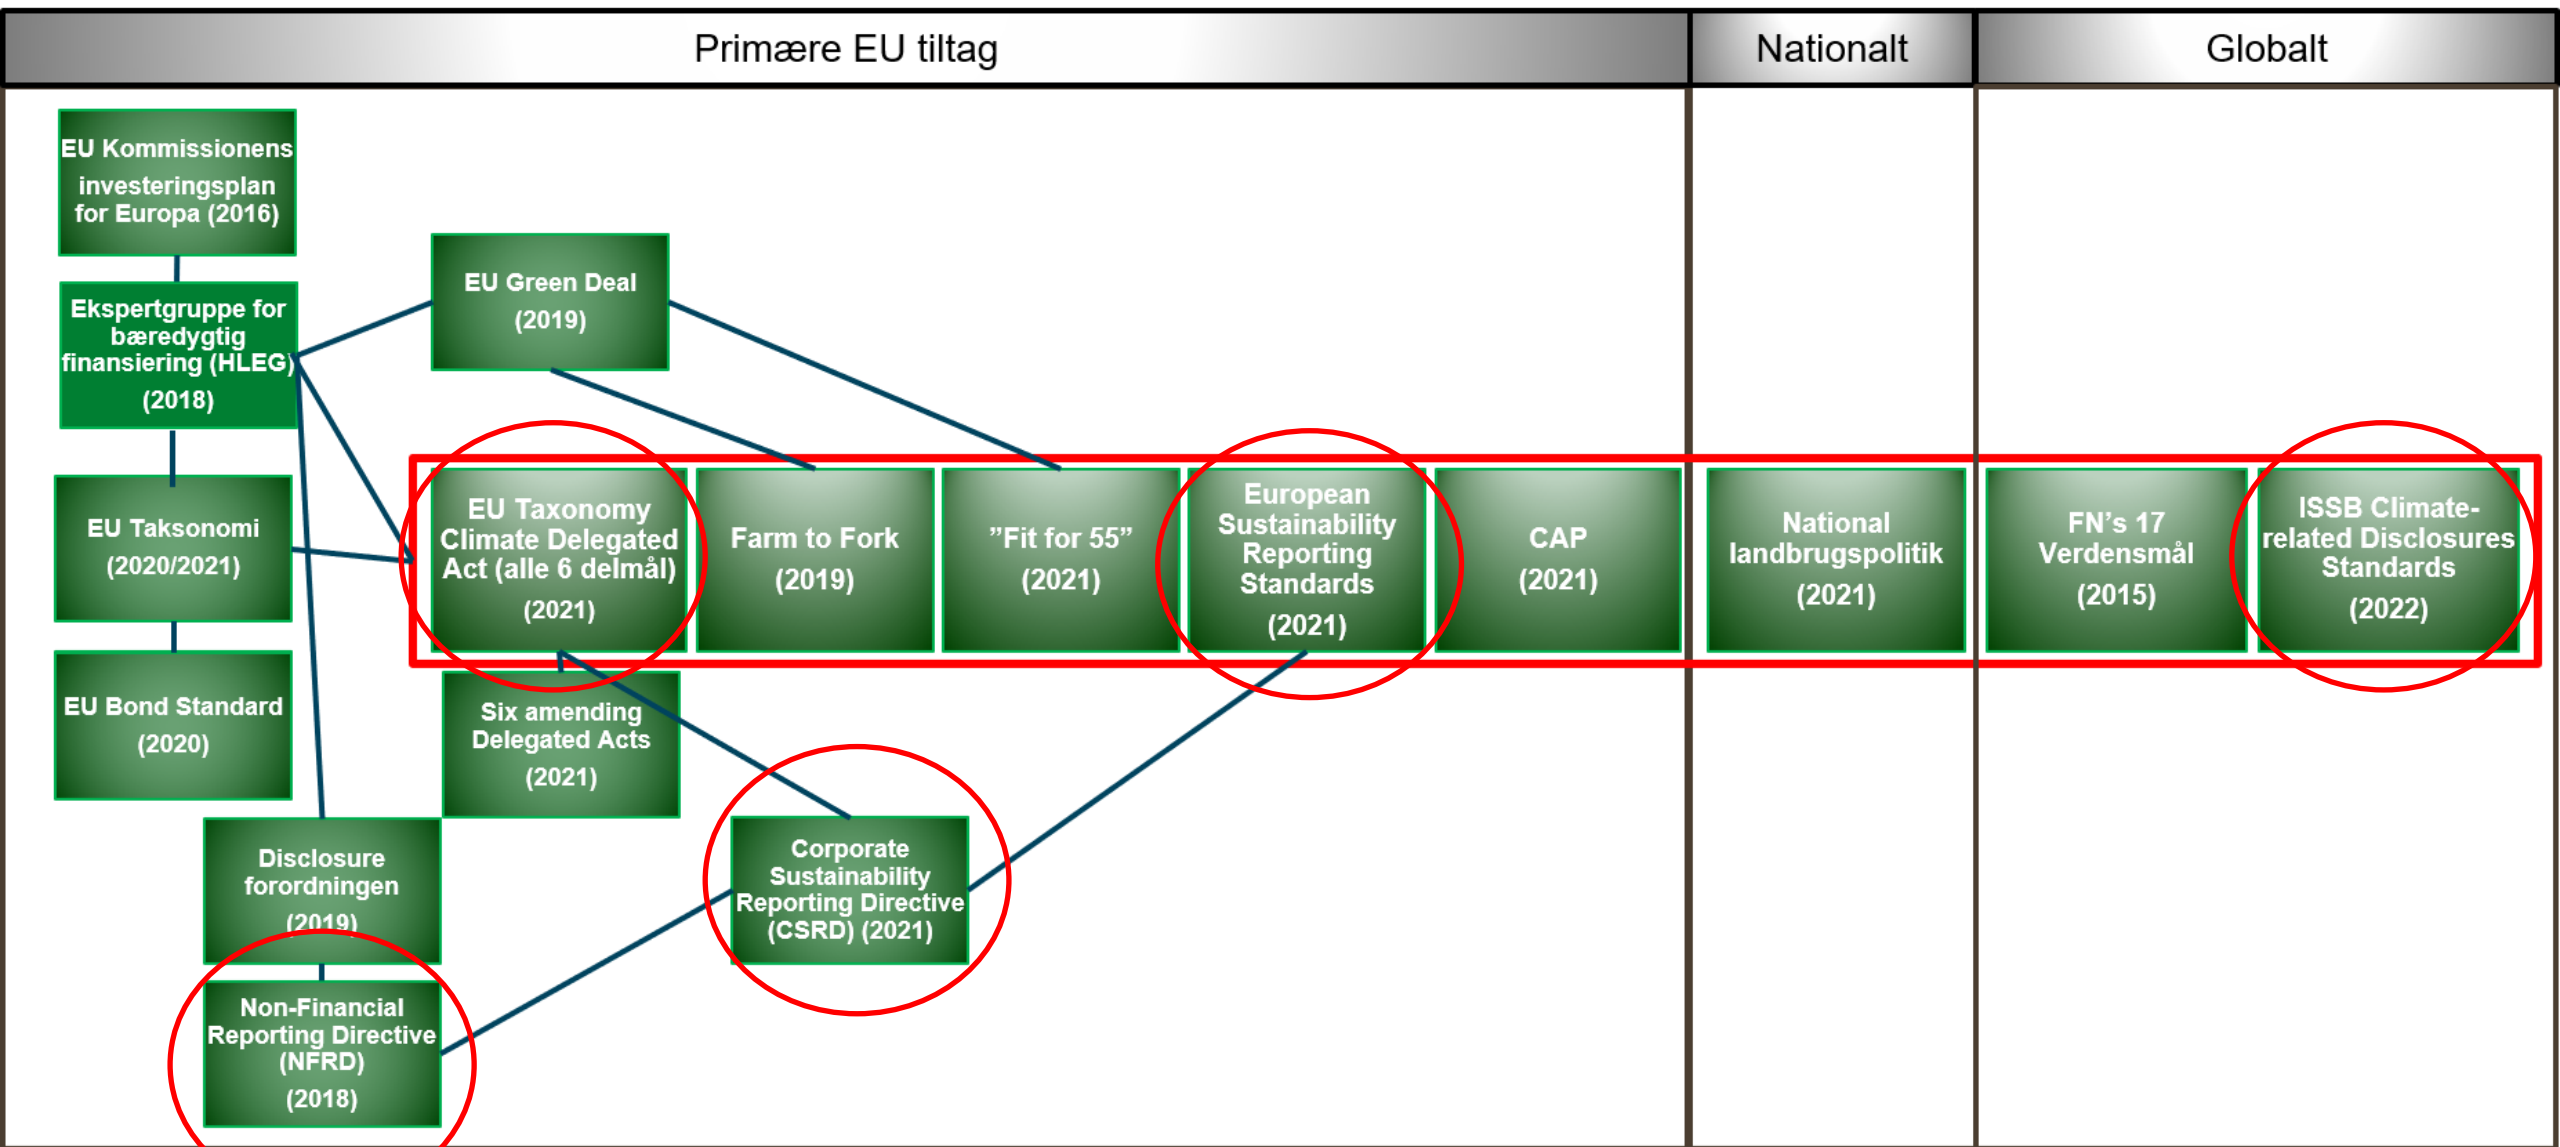 Primære EU tiltag
Nationalt
Globalt
EU Kommissionens
investeringsplan
for Europa (2016)
Ekspertgruppe for
bæredygtig
finansiering (HLEG)
(2018)
EU Taksonomi
(2020/2021)
EU Bond Standard
(2020)
Disclosure
forordningen
(2019)
Non-Financial
Reporting Directive
(NFRD)
(2018)
EU Green Deal
(2019)
EU Taxonomy
Climate Delegated
Act (alle 6 delmål)
(2021)
Six amending
Delegated Acts
(2021)
Farm to Fork
(2019)
”Fit for 55”
(2021)
European
Sustainability
Reporting
Standards
(2021)
CAP
(2021)
Corporate
Sustainability
Reporting Directive
(CSRD) (2021)
National
landbrugspolitik
(2021)
FN’s 17
Verdensmål
(2015)
ISSB Climate-
related Disclosures
Standards
(2022)